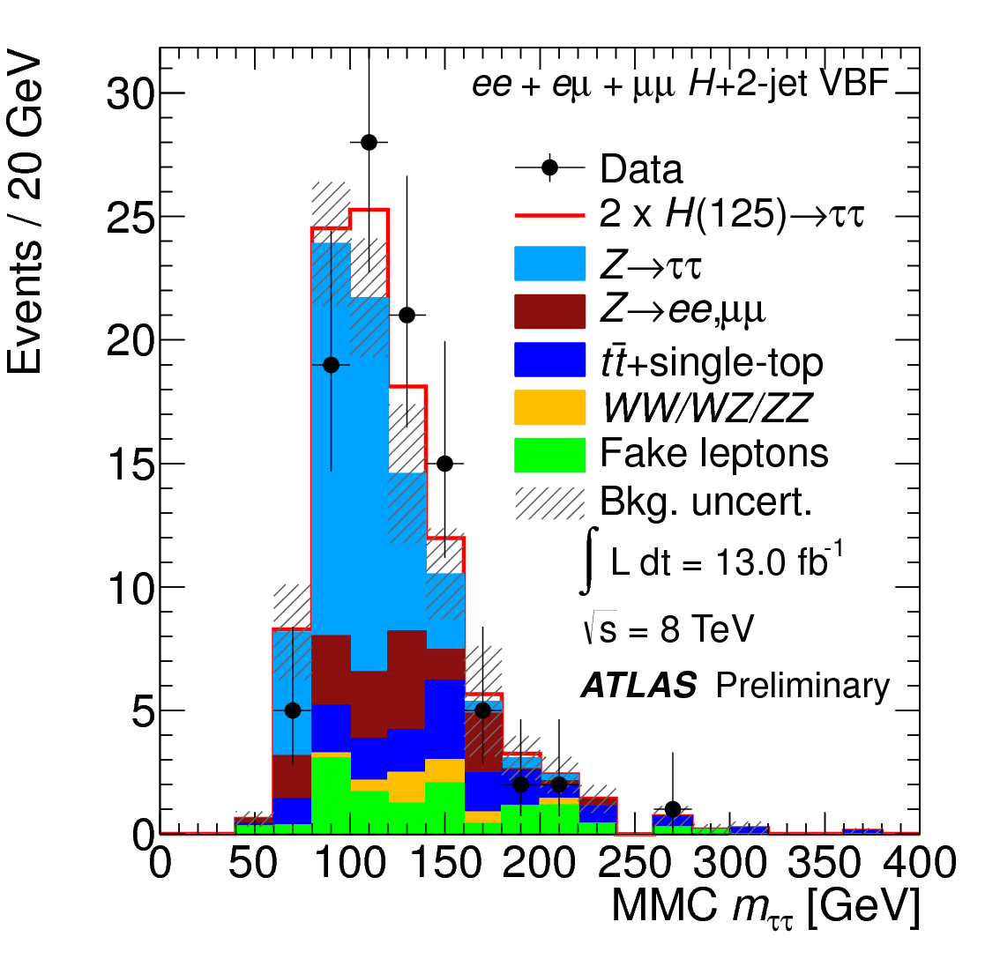 Events / 20 GeV
30
25
20
15
10
5
0
ee + eμ + μμ H+2-jet VBF
Data
2 x H(125)→ττ
Z→ττ
Z→ee,μμ
tt̄+single-top
WW/WZ/ZZ
Fake leptons
Bkg. uncert.
∫ L dt = 13.0 fb⁻¹
√s = 8 TeV
ATLAS Preliminary
0 50 100 150 200 250 300 350 400
MMC m_ττ [GeV]